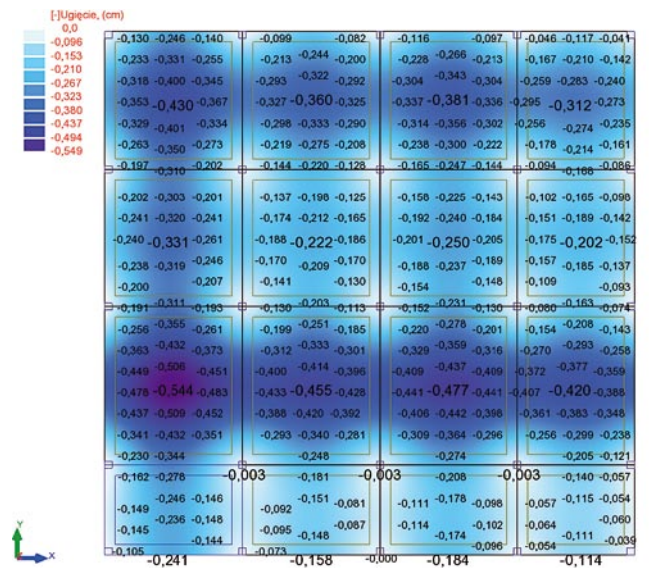 [-]Ugięcie, (cm)
0,0
-0,096
-0,153
-0,210
-0,267
-0,323
-0,380
-0,437
-0,494
-0,549
-0,130 -0,246 -0,140 -0,099 -0,082 -0,116 -0,097 -0,046 -0,117 -0,041
-0,233 -0,331 -0,255 -0,213 -0,244 -0,200 -0,228 -0,266 -0,213 -0,167 -0,210 -0,142
-0,318 -0,400 -0,345 -0,293 -0,322 -0,292 -0,304 -0,343 -0,304 -0,259 -0,283 -0,240
-0,353 -0,430 -0,367 -0,327 -0,360 -0,325 -0,337 -0,381 -0,336 -0,295 -0,312 -0,273
-0,329 -0,401 -0,334 -0,298 -0,333 -0,290 -0,314 -0,356 -0,302 -0,256 -0,274 -0,235
-0,263 -0,350 -0,273 -0,219 -0,275 -0,208 -0,238 -0,300 -0,222 -0,178 -0,214 -0,161
-0,197 -0,310 -0,202 -0,144 -0,220 -0,128 -0,165 -0,247 -0,144 -0,094 -0,168 -0,086
-0,202 -0,303 -0,201 -0,137 -0,198 -0,125 -0,158 -0,225 -0,143 -0,102 -0,165 -0,098
-0,241 -0,320 -0,241 -0,174 -0,212 -0,165 -0,192 -0,240 -0,184 -0,151 -0,189 -0,142
-0,240 -0,331 -0,261 -0,188 -0,222 -0,186 -0,201 -0,250 -0,205 -0,175 -0,202 -0,152
-0,238 -0,319 -0,246 -0,170 -0,209 -0,170 -0,188 -0,237 -0,189 -0,157 -0,185 -0,137
-0,200 -0,207 -0,141 -0,130 -0,154 -0,148 -0,109 -0,093
-0,191 -0,311 -0,193 -0,130 -0,203 -0,113 -0,152 -0,231 -0,130 -0,080 -0,163 -0,074
-0,256 -0,355 -0,261 -0,199 -0,251 -0,185 -0,220 -0,278 -0,201 -0,154 -0,208 -0,143
-0,363 -0,432 -0,373 -0,312 -0,333 -0,301 -0,329 -0,359 -0,316 -0,270 -0,293 -0,258
-0,449 -0,506 -0,451 -0,400 -0,414 -0,396 -0,409 -0,437 -0,409 -0,372 -0,377 -0,359
-0,478 -0,544 -0,483 -0,433 -0,455 -0,428 -0,441 -0,477 -0,441 -0,407 -0,420 -0,388
-0,437 -0,509 -0,452 -0,388 -0,420 -0,392 -0,406 -0,442 -0,398 -0,361 -0,383 -0,348
-0,341 -0,432 -0,351 -0,293 -0,340 -0,281 -0,309 -0,364 -0,296 -0,256 -0,299 -0,238
-0,230 -0,344 -0,248 -0,274 -0,205 -0,121
-0,162 -0,278 -0,003 -0,181 -0,003 -0,208 -0,003 -0,140 -0,057
-0,149 -0,246 -0,146 -0,092 -0,151 -0,081 -0,111 -0,178 -0,098 -0,057 -0,115 -0,054
-0,145 -0,236 -0,148 -0,095 -0,087 -0,114 -0,102 -0,064 -0,060
-0,144 -0,148 -0,174 -0,111 -0,039
-0,105 -0,241 -0,073 -0,158 -0,000 -0,184 -0,096 -0,054 -0,114
Y
X